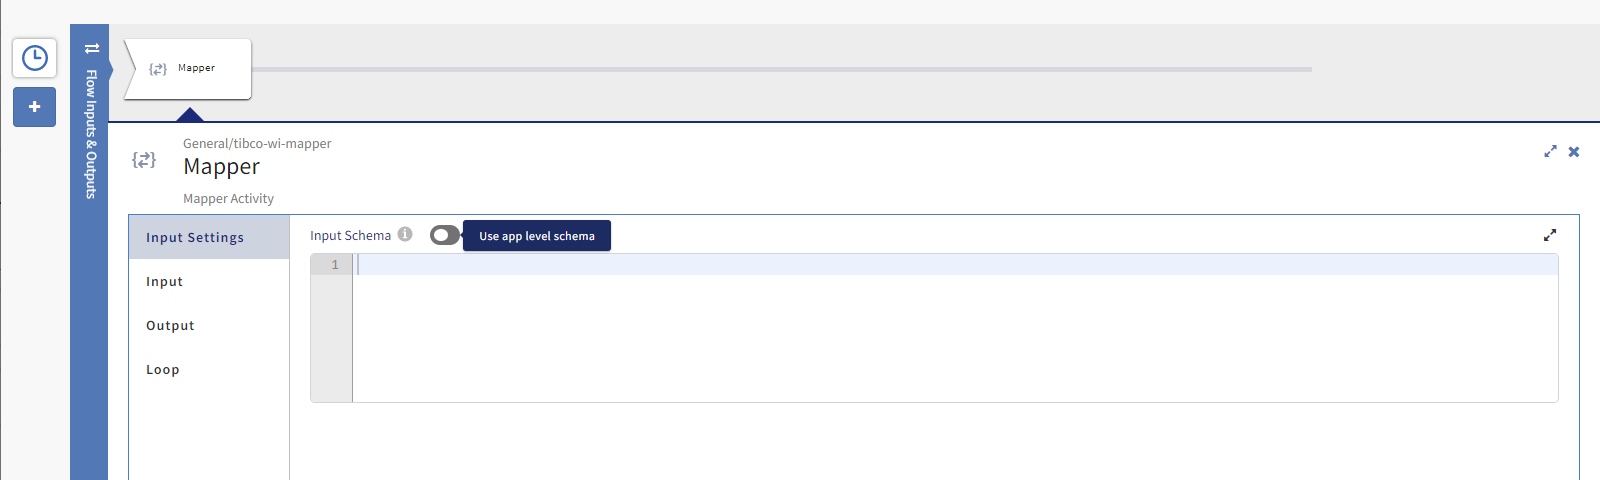 Flow Inputs & Outputs
Mapper
General/tibco-wi-mapper
Mapper
Mapper Activity
Input Settings
Input
Output
Loop
Input Schema
Use app level schema
1